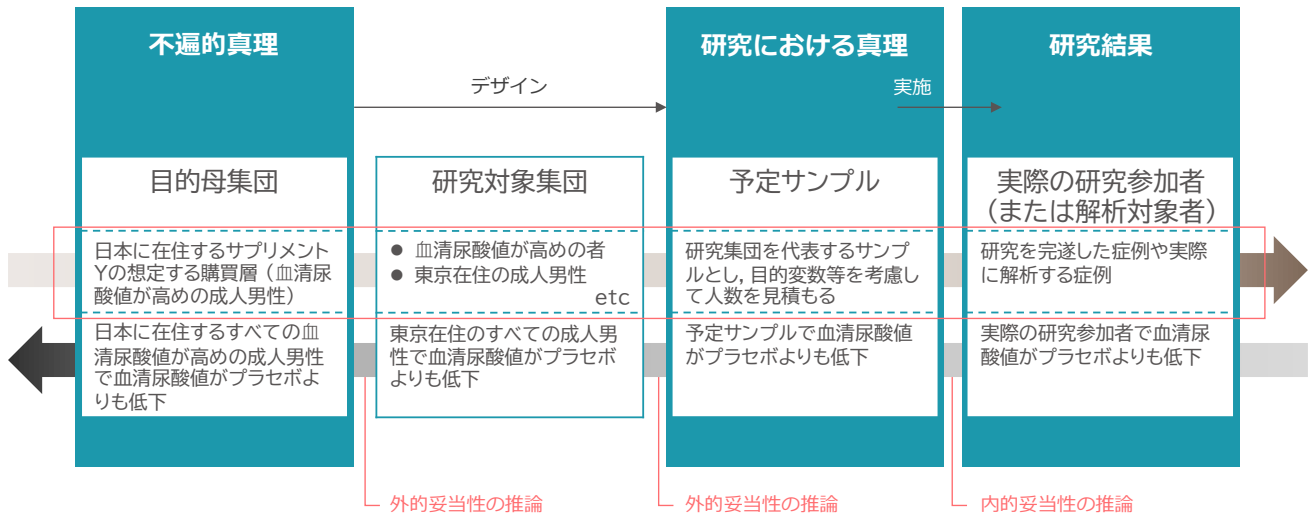 不遍的真理
研究における真理
研究結果
デザイン
実施
目的母集団
研究対象集団
予定サンプル
実際の研究参加者
（または解析対象者）
日本に在住するサプリメント
Yの想定する購買層（血清尿
酸値が高めの成人男性）
● 血清尿酸値が高めの者
● 東京在住の成人男性
etc
研究集団を代表するサンプ
ルとし，目的変数等を考慮し
て人数を見積もる
研究を完遂した症例や実際
に解析する症例
日本に在住するすべての血
清尿酸値が高めの成人男性
で血清尿酸値がプラセボよ
りも低下
東京在住のすべての成人男
性で血清尿酸値がプラセボ
よりも低下
予定サンプルで血清尿酸値
がプラセボよりも低下
実際の研究参加者で血清尿
酸値がプラセボよりも低下
外的妥当性の推論
外的妥当性の推論
内的妥当性の推論